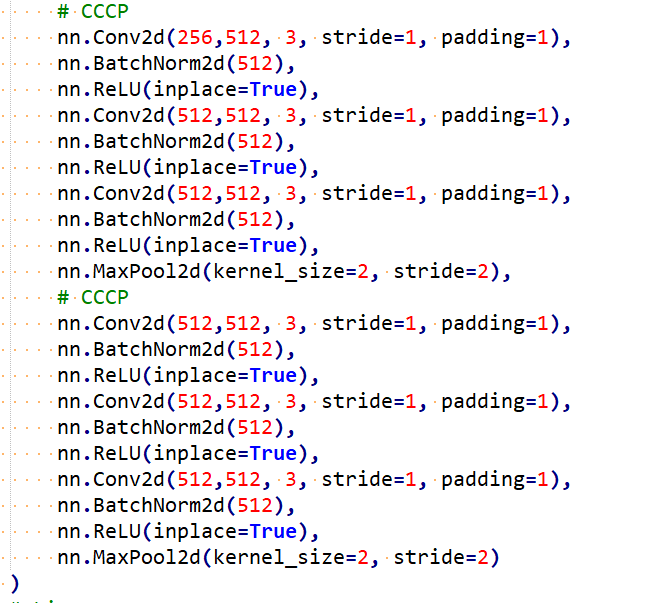 # CCCP
nn.Conv2d(256,512, 3, stride=1, padding=1),
nn.BatchNorm2d(512),
nn.ReLU(inplace=True),
nn.Conv2d(512,512, 3, stride=1, padding=1),
nn.BatchNorm2d(512),
nn.ReLU(inplace=True),
nn.Conv2d(512,512, 3, stride=1, padding=1),
nn.BatchNorm2d(512),
nn.ReLU(inplace=True),
nn.MaxPool2d(kernel_size=2, stride=2),
# CCCP
nn.Conv2d(512,512, 3, stride=1, padding=1),
nn.BatchNorm2d(512),
nn.ReLU(inplace=True),
nn.Conv2d(512,512, 3, stride=1, padding=1),
nn.BatchNorm2d(512),
nn.ReLU(inplace=True),
nn.Conv2d(512,512, 3, stride=1, padding=1),
nn.BatchNorm2d(512),
nn.ReLU(inplace=True),
nn.MaxPool2d(kernel_size=2, stride=2)
)